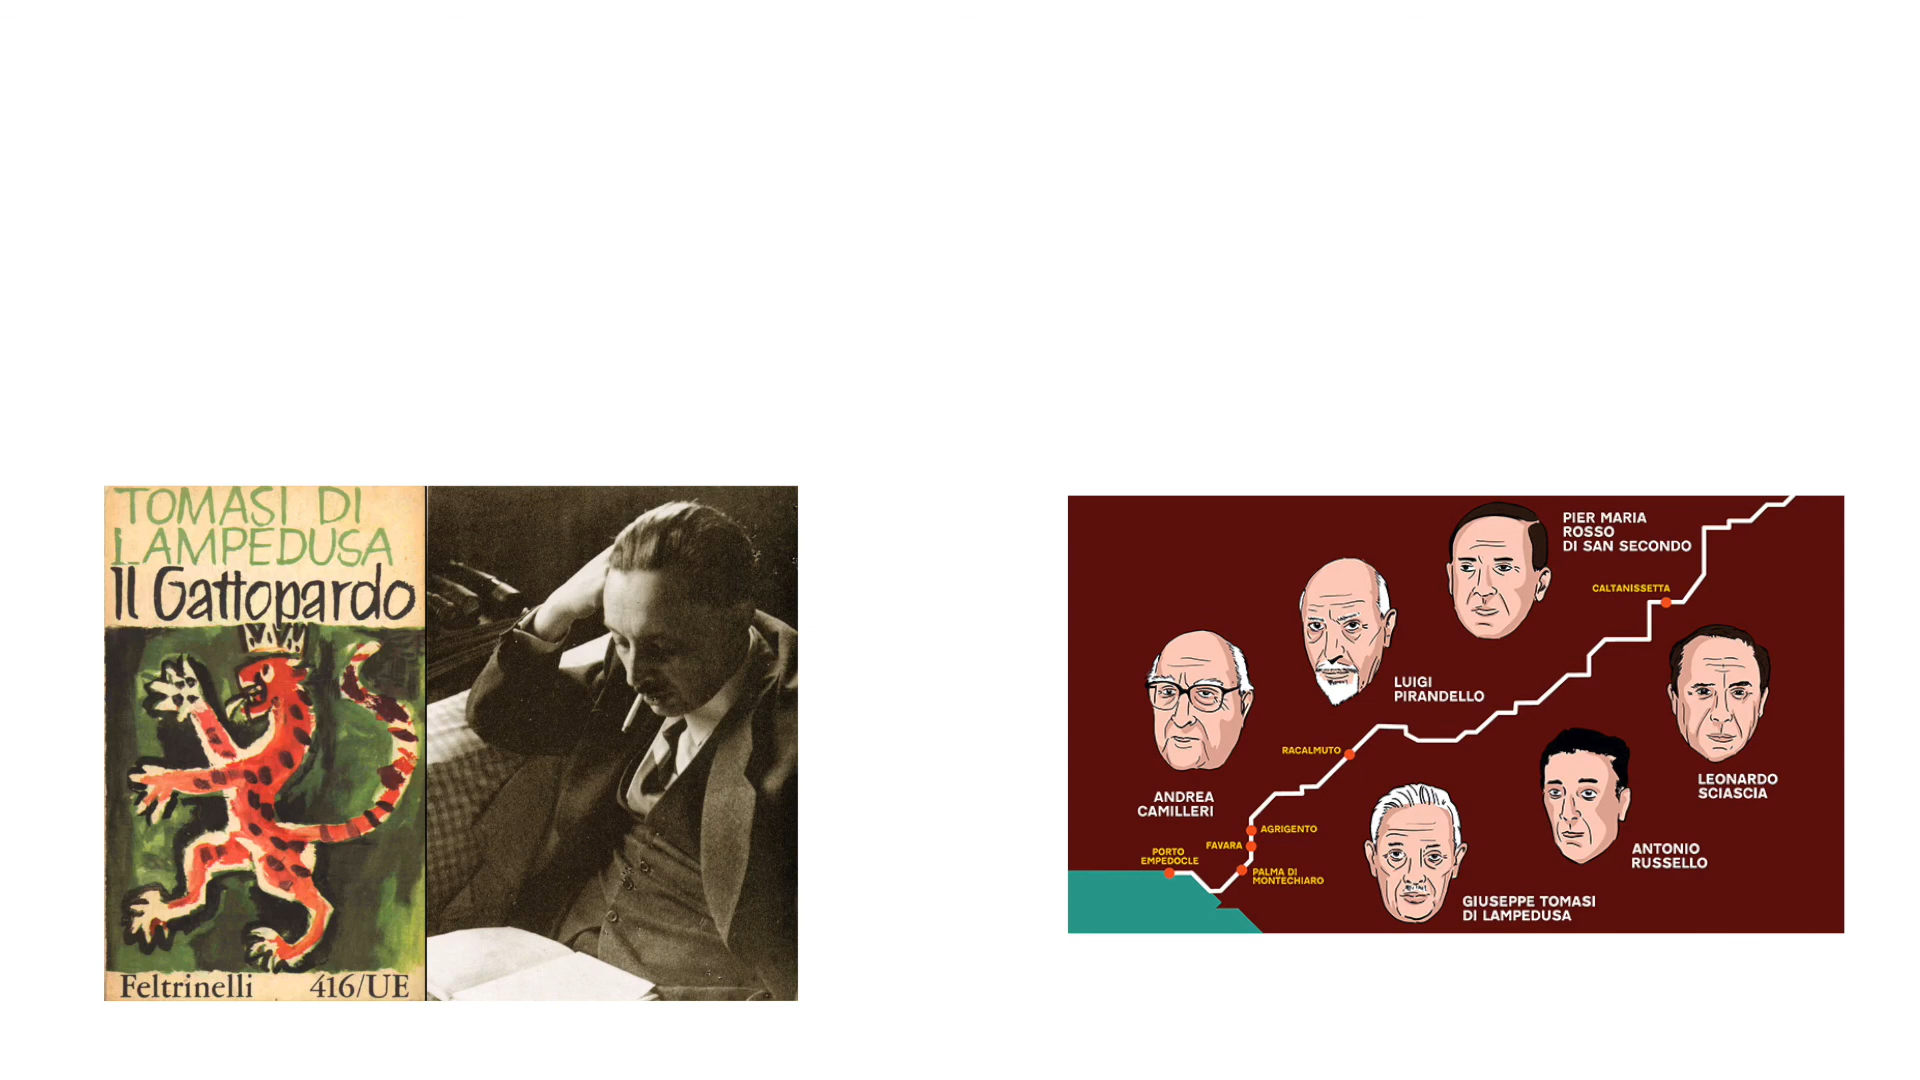 TOMASI DI
LAMPEDUSA
Il Gattopardo
Feltrinelli 416/UE
PIER MARIA
ROSSO
DI SAN SECONDO
CALTANISSETTA
LUIGI
PIRANDELLO
RACALMUTO
LEONARDO
SCIASCIA
ANDREA
CAMILLERI
AGRIGENTO
FAVARA
PORTO
EMPEDOCLE
PALMA DI
MONTECHIARO
ANTONIO
RUSSELLO
GIUSEPPE TOMASI
DI LAMPEDUSA